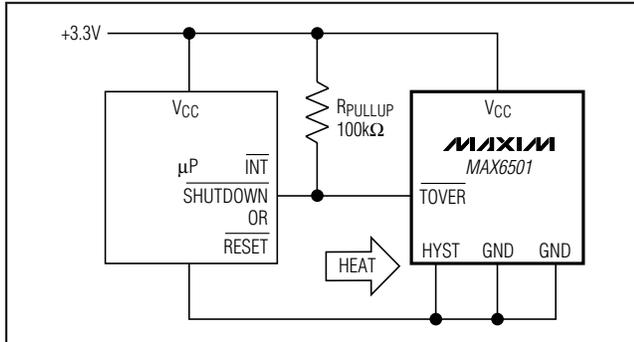 +3.3V
VCC
μP
INT
SHUTDOWN
OR
RESET
RPULLUP
100kΩ
VCC
MAXIM
MAX6501
TOVER
HYST GND GND
HEAT